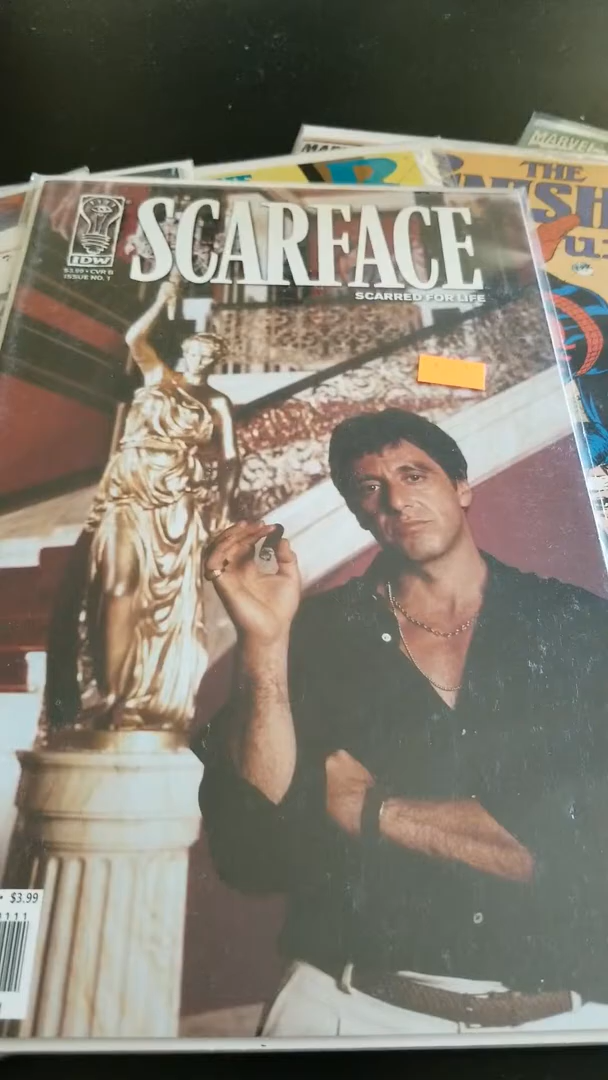 MARVEL
THE
SCARFACE
SCARRED FOR LIFE
IDW
$3.99 • CVR B
ISSUE NO. 1
$3.99